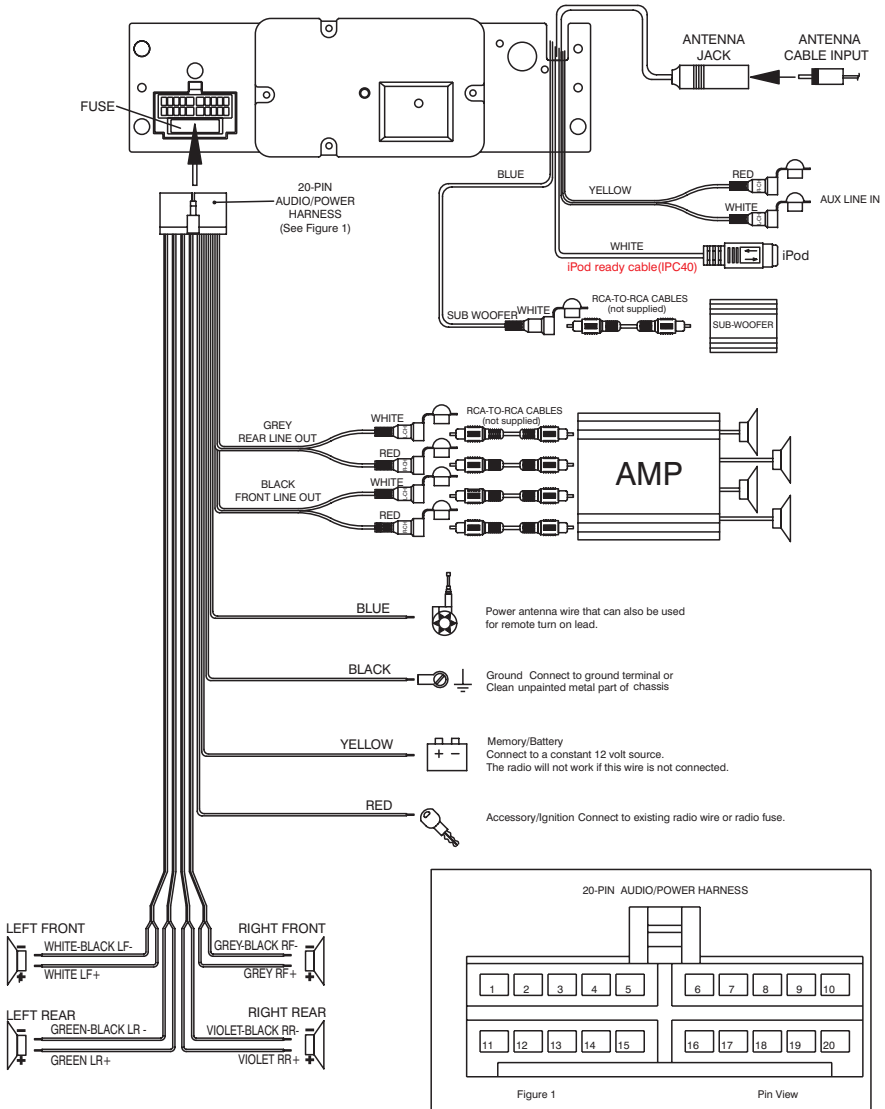 ANTENNA
JACK
ANTENNA
CABLE INPUT
FUSE
20-PIN
AUDIO/POWER
HARNESS
(See Figure 1)
BLUE
YELLOW
RED
R-CH
WHITE
L-CH
AUX LINE IN
WHITE
iPod
iPod ready cable(IPC40)
SUB WOOFER
WHITE
RCA-TO-RCA CABLES
(not supplied)
SUB-WOOFER
GREY
REAR LINE OUT
WHITE
L-CH
RED
R-CH
RCA-TO-RCA CABLES
(not supplied)
BLACK
FRONT LINE OUT
WHITE
L-CH
RED
R-CH
AMP
BLUE
Power antenna wire that can also be used
for remote turn on lead.
BLACK
Ground Connect to ground terminal or
Clean unpainted metal part of chassis
YELLOW
+ −
Memory/Battery
Connect to a constant 12 volt source.
The radio will not work if this wire is not connected.
RED
Accessory/Ignition Connect to existing radio wire or radio fuse.
LEFT FRONT
−
WHITE-BLACK LF-
+
WHITE LF+
RIGHT FRONT
GREY-BLACK RF-
−
GREY RF+
+
LEFT REAR
−
GREEN-BLACK LR -
+
GREEN LR+
RIGHT REAR
VIOLET-BLACK RR-
−
VIOLET RR+
+
20-PIN AUDIO/POWER HARNESS
1 2 3 4 5 6 7 8 9 10
11 12 13 14 15 16 17 18 19 20
Figure 1 Pin View